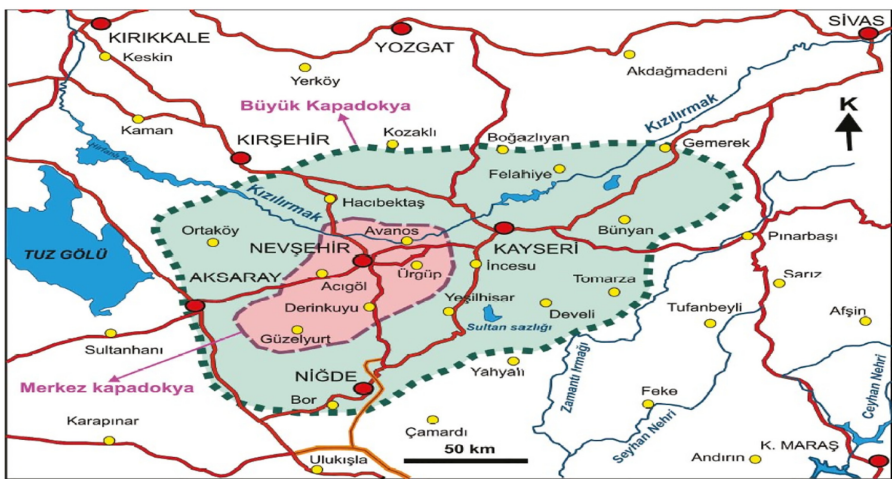 SİVAS
KIRIKKALE
Keskin
YOZGAT
Yerköy
Akdağmadeni
Büyük Kapadokya
Kızılırmak
K
Kaman
KIRŞEHİR
Kozaklı
Boğazlıyan
Gemerek
Felahiye
Kızılırmak
Hacıbektaş
Ortaköy
Avanos
Bünyan
NEVŞEHİR
KAYSERİ
Pınarbaşı
TUZ GÖLÜ
AKSARAY
Ürgüp
İncesu
Acıgöl
Tomarza
Sarız
Derinkuyu
Yeşilhisar
Develi
Tufanbeyli
Afşin
Sultan sazlığı
Sultanhanı
Güzelyurt
Merkez kapadokya
NİĞDE
Yahyalı
Zamantı Irmağı
Feke
Ceyhan Nehri
Bor
Seyhan Nehri
Karapınar
Çamardı
50 km
Ulukışla
Andırın
K. MARAŞ